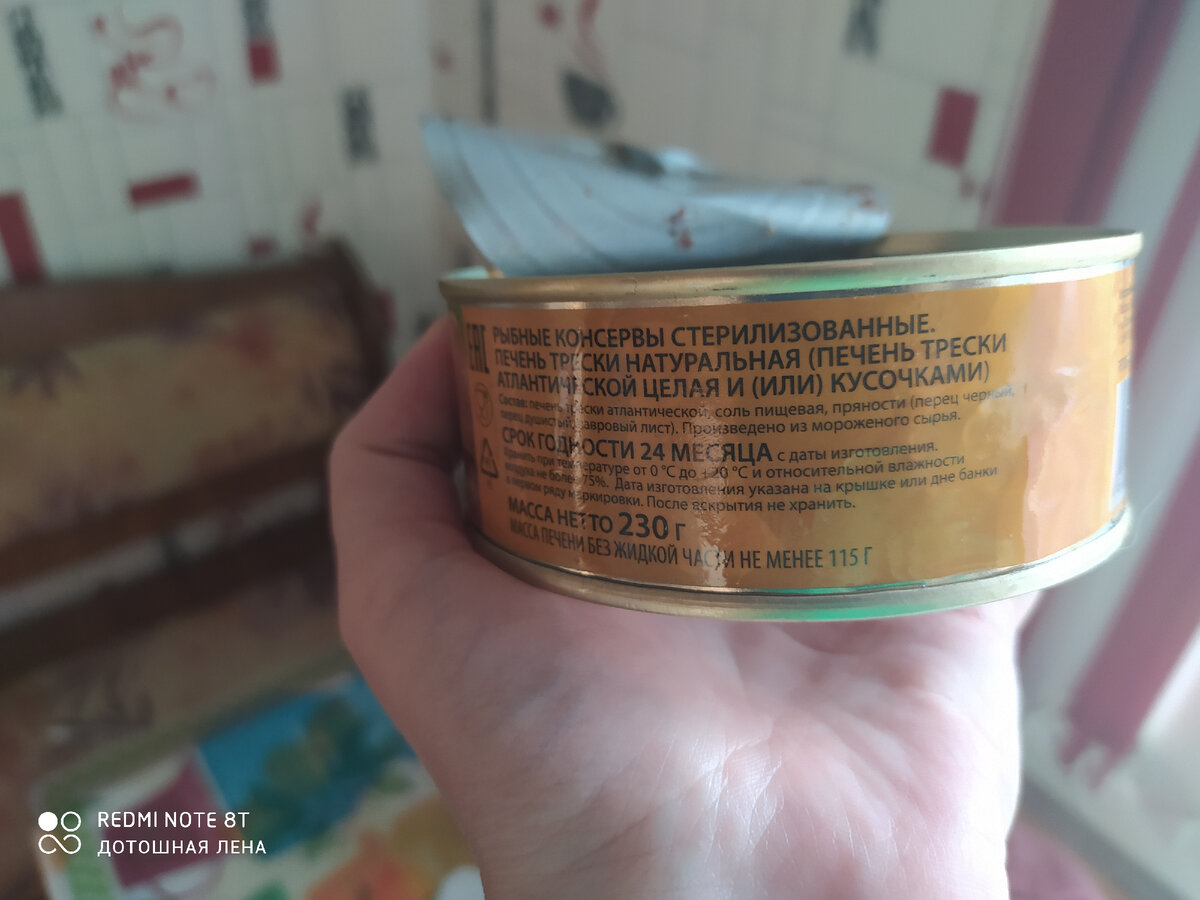 EAC
РЫБНЫЕ КОНСЕРВЫ СТЕРИЛИЗОВАННЫЕ.
ПЕЧЕНЬ ТРЕСКИ НАТУРАЛЬНАЯ (ПЕЧЕНЬ ТРЕСКИ
АТЛАНТИЧЕСКОЙ ЦЕЛАЯ И (ИЛИ) КУСОЧКАМИ)
Состав: печень трески атлантической, соль пищевая, пряности (перец черный,
перец душистый, лавровый лист). Произведено из мороженого сырья.
СРОК ГОДНОСТИ 24 МЕСЯЦА с даты изготовления.
Хранить при температуре от 0 °С до +20 °С и относительной влажности
воздуха не более 75%. Дата изготовления указана на крышке или дне банки
в первом ряду маркировки. После вскрытия не хранить.
МАССА НЕТТО 230 г
МАССА ПЕЧЕНИ БЕЗ ЖИДКОЙ ЧАСТИ НЕ МЕНЕЕ 115 Г
REDMI NOTE 8T
ДОТОШНАЯ ЛЕНА